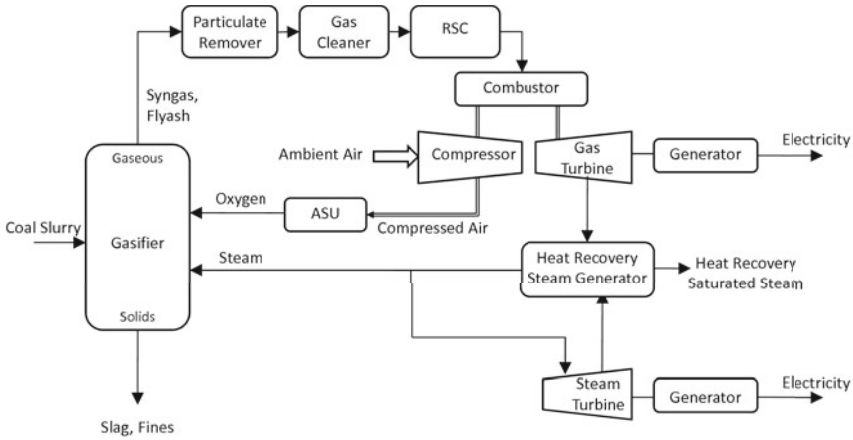 Particulate
Remover
Gas
Cleaner
RSC
Syngas,
Flyash
Combustor
Gaseous
Ambient Air
Compressor
Gas
Turbine
Generator
Electricity
Oxygen
ASU
Compressed Air
Coal Slurry
Gasifier
Steam
Heat Recovery
Steam Generator
Heat Recovery
Saturated Steam
Solids
Steam
Turbine
Generator
Electricity
Slag, Fines